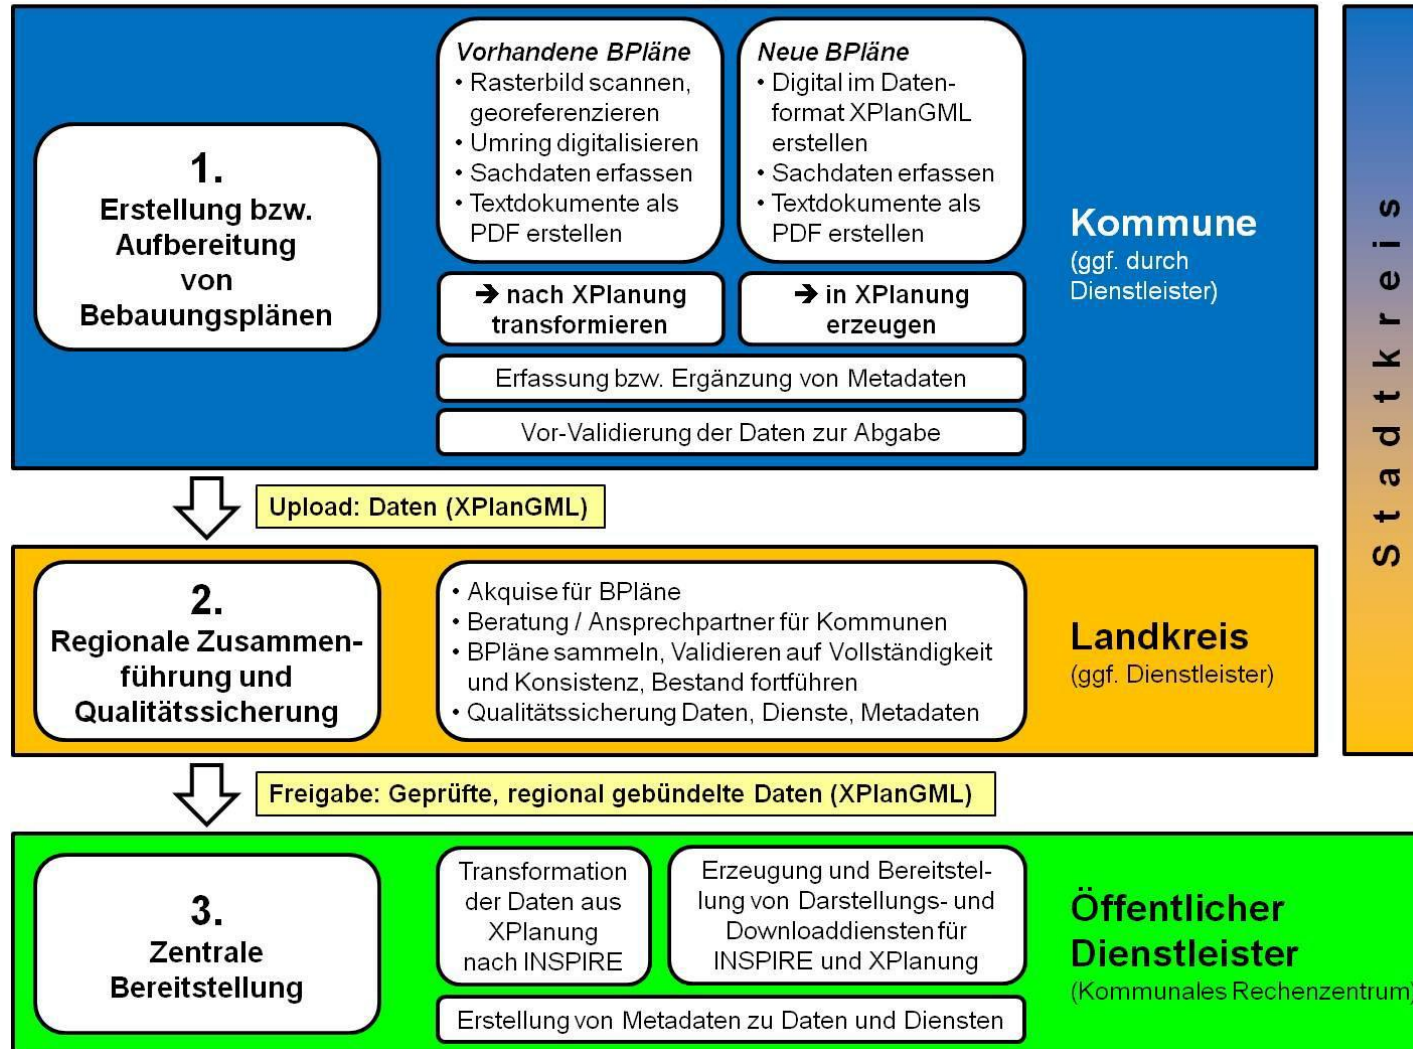 1.
Erstellung bzw.
Aufbereitung
von
Bebauungsplänen
Vorhandene BPläne
• Rasterbild scannen,
georeferenzieren
• Umring digitalisieren
• Sachdaten erfassen
• Textdokumente als
PDF erstellen
Neue BPläne
• Digital im Daten-
format XPlanGML
erstellen
• Sachdaten erfassen
• Textdokumente als
PDF erstellen
➔ nach XPlanung
transformieren
➔ in XPlanung
erzeugen
Erfassung bzw. Ergänzung von Metadaten
Vor-Validierung der Daten zur Abgabe
Kommune
(ggf. durch
Dienstleister)
Stadtkreis
Upload: Daten (XPlanGML)
2.
Regionale Zusammen-
führung und
Qualitätssicherung
• Akquise für BPläne
• Beratung / Ansprechpartner für Kommunen
• BPläne sammeln, Validieren auf Vollständigkeit
und Konsistenz, Bestand fortführen
• Qualitätssicherung Daten, Dienste, Metadaten
Landkreis
(ggf. Dienstleister)
Freigabe: Geprüfte, regional gebündelte Daten (XPlanGML)
3.
Zentrale
Bereitstellung
Transformation
der Daten aus
XPlanung
nach INSPIRE
Erzeugung und Bereitstel-
lung von Darstellungs- und
Downloaddiensten für
INSPIRE und XPlanung
Erstellung von Metadaten zu Daten und Diensten
Öffentlicher
Dienstleister
(Kommunales Rechenzentrum)